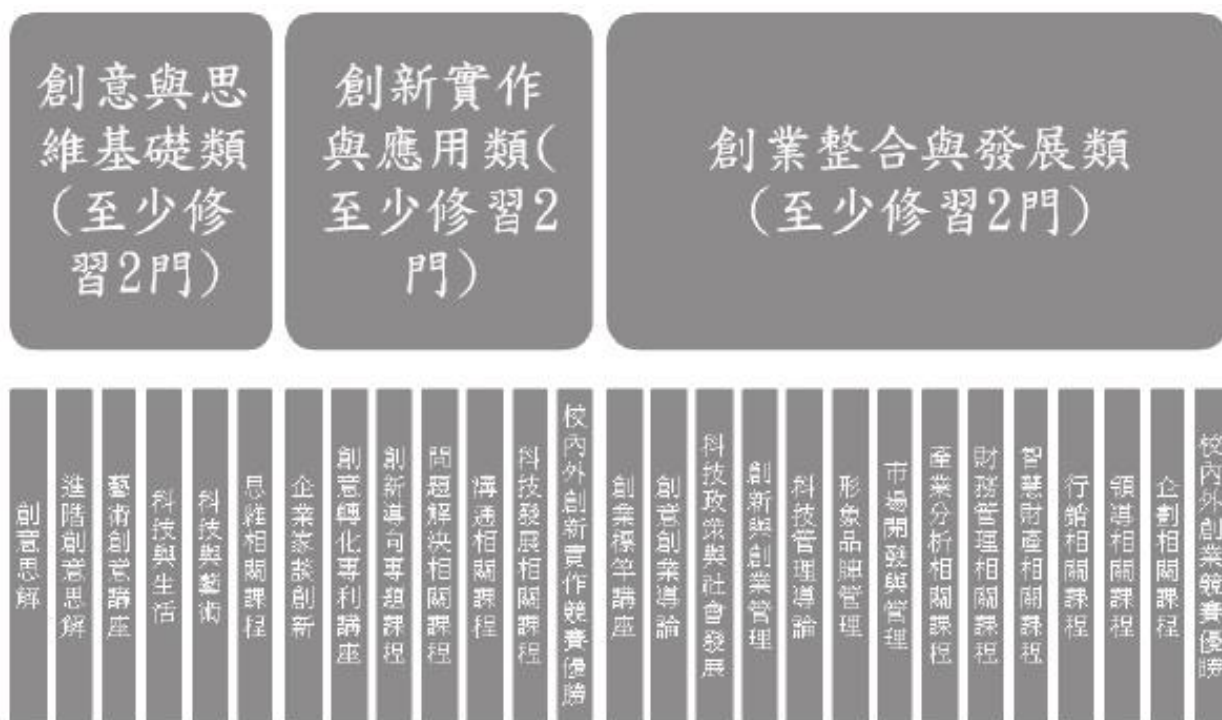 創意與思
維基礎類
(至少修
習2門)
創新實作
與應用類(
至少修習2
門)
創業整合與發展類
(至少修習2門)
創意思解
進階創意思解
藝術創意講座
科技與生活
科技與藝術
思維相關課程
企業家談創新
創意轉化專利講座
創新導向專題課程
問題解決相關課程
溝通相關課程
科技發展相關課程
校內外創新實作競賽優勝
創業標竿講座
創意創業導論
科技政策與社會發展
創新與創業管理
科技管理導論
形象品牌管理
市場開發與管理
產業分析相關課程
財務管理相關課程
智慧財產相關課程
行銷相關課程
領導相關課程
企劃相關課程
校內外創業競賽優勝